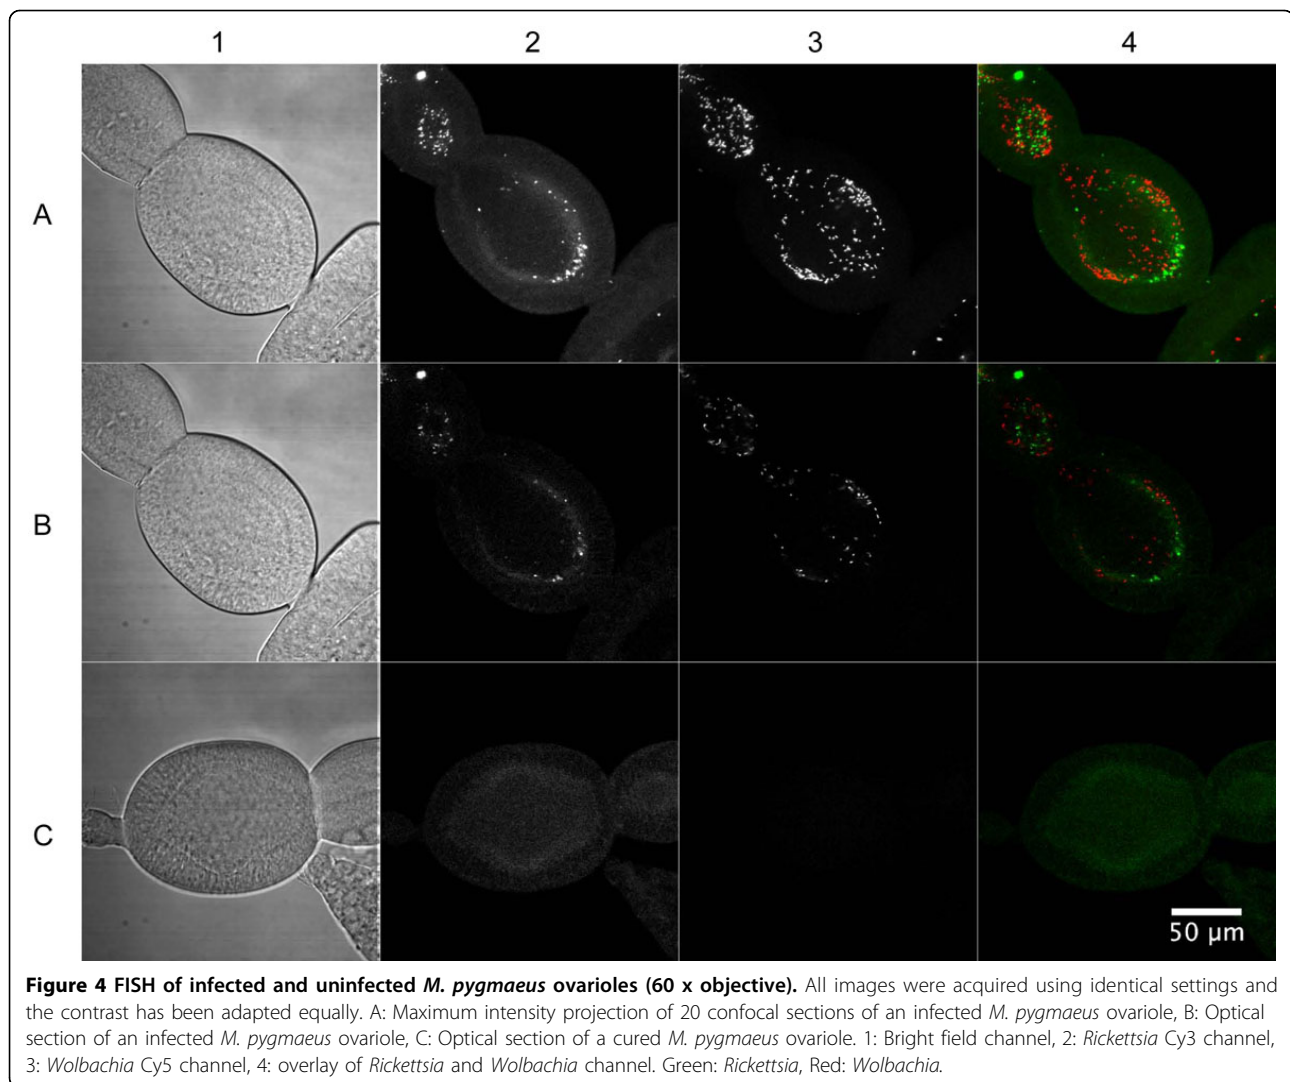 1 2 3 4
A
B
C
50 µm
Figure 4 FISH of infected and uninfected M. pygmaeus ovarioles (60 x objective). All images were acquired using identical settings and
the contrast has been adapted equally. A: Maximum intensity projection of 20 confocal sections of an infected M. pygmaeus ovariole, B: Optical
section of an infected M. pygmaeus ovariole, C: Optical section of a cured M. pygmaeus ovariole. 1: Bright field channel, 2: Rickettsia Cy3 channel,
3: Wolbachia Cy5 channel, 4: overlay of Rickettsia and Wolbachia channel. Green: Rickettsia, Red: Wolbachia.